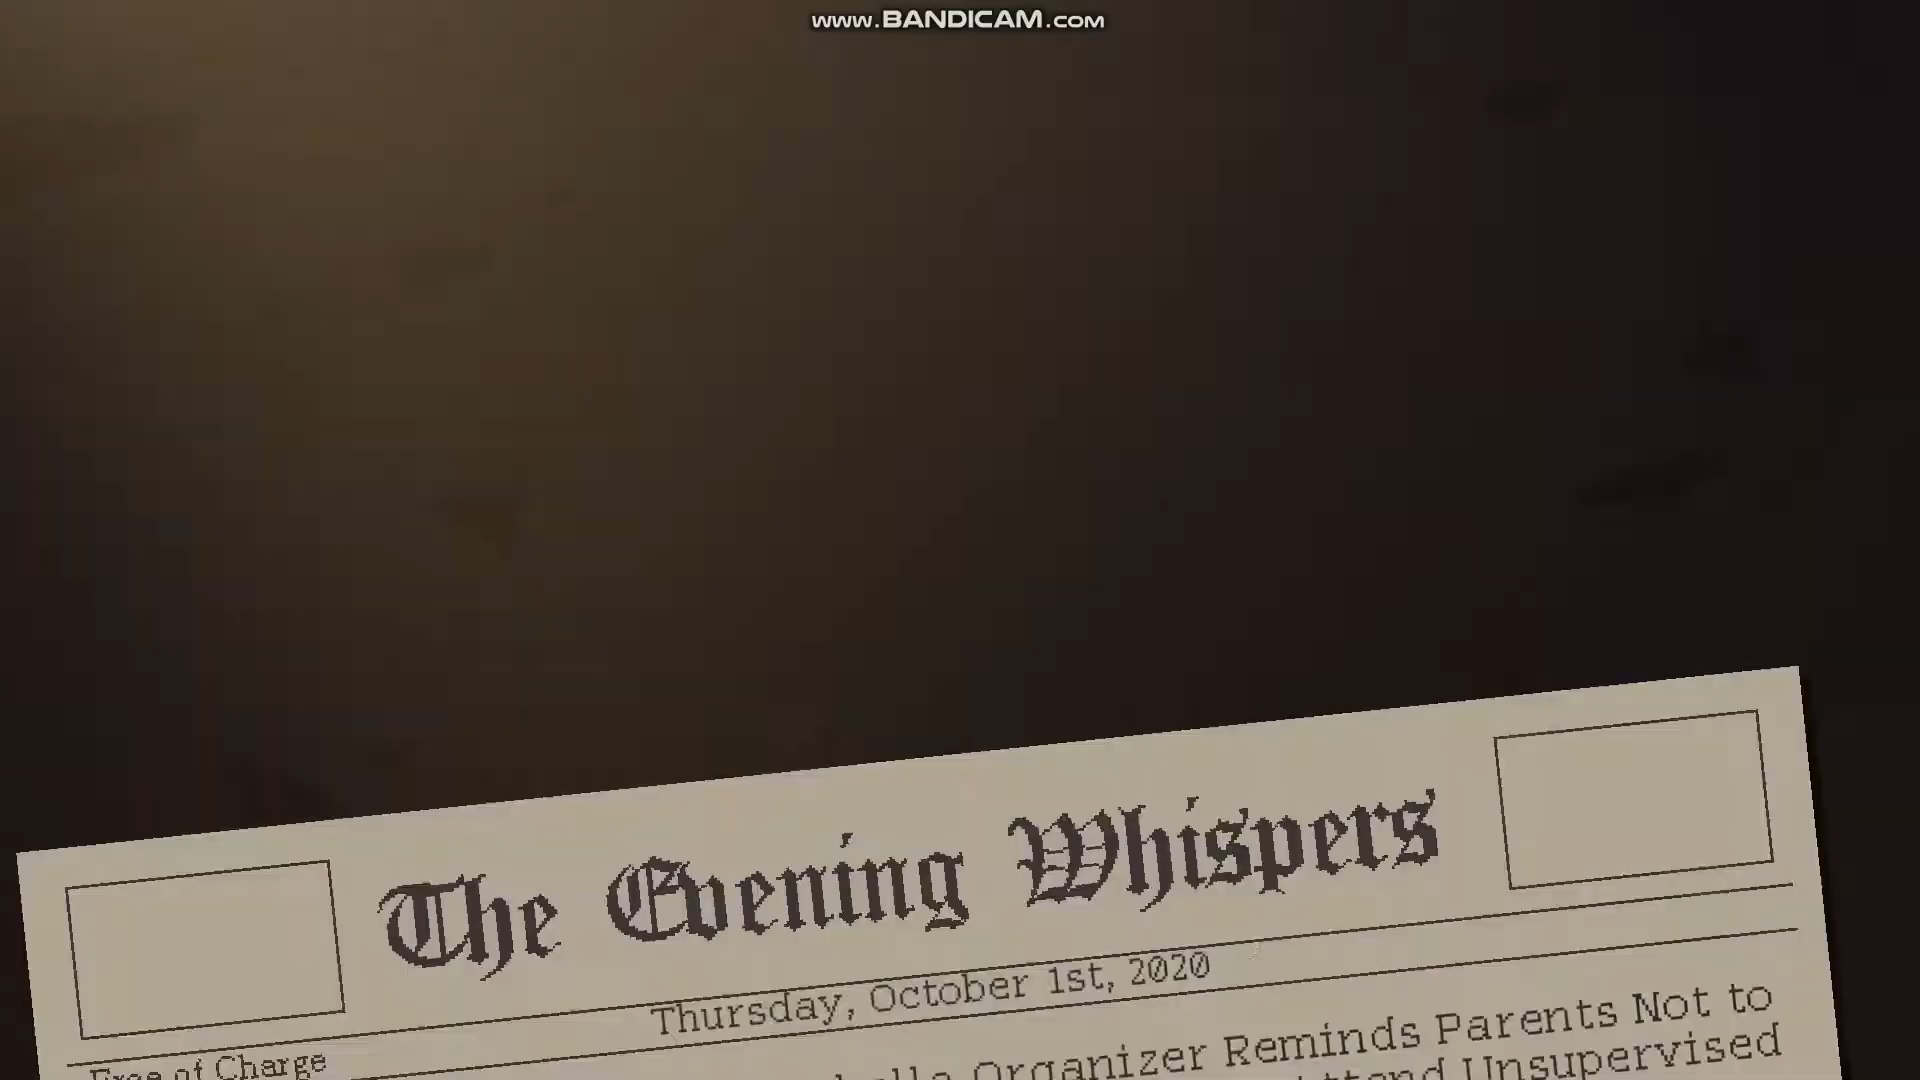 www.BANDICAM.com
The Evening Whispers
Thursday, October 1st, 2020
Free of Charge
Organizer Reminds Parents Not to
Attend Unsupervised